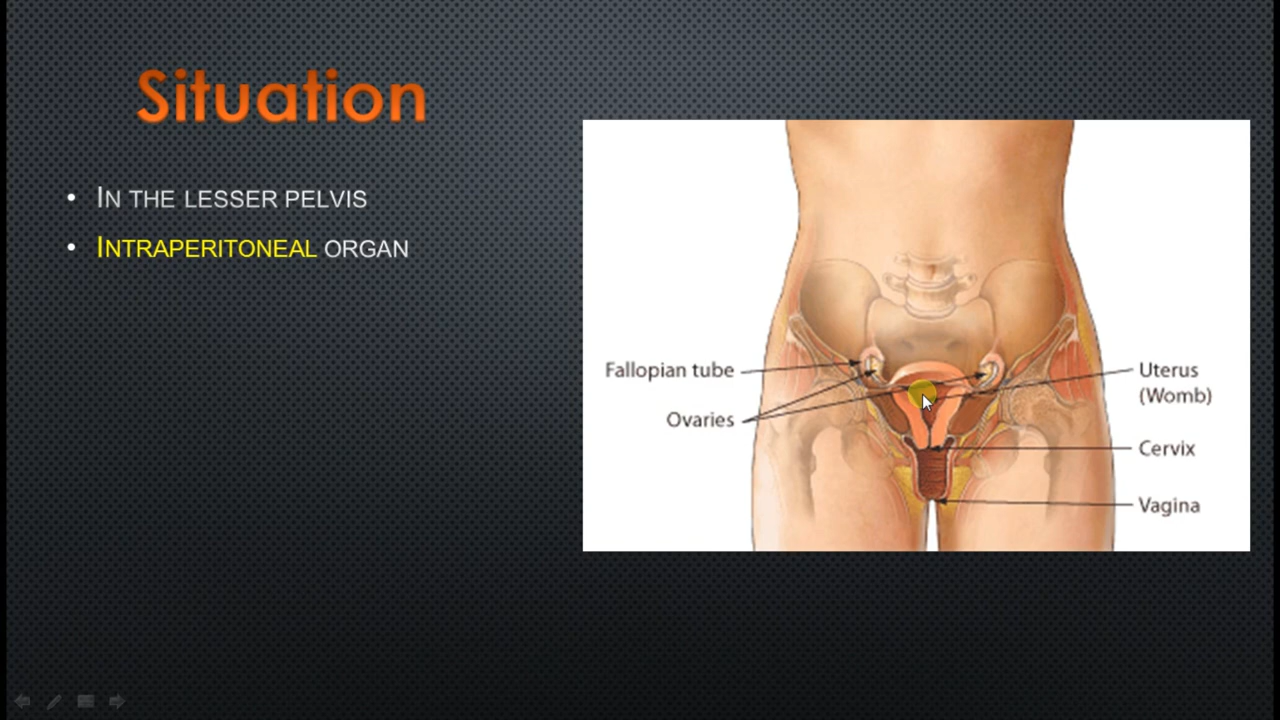 Situation
• In the lesser pelvis
• Intraperitoneal organ
Fallopian tube
Ovaries
Uterus
(Womb)
Cervix
Vagina